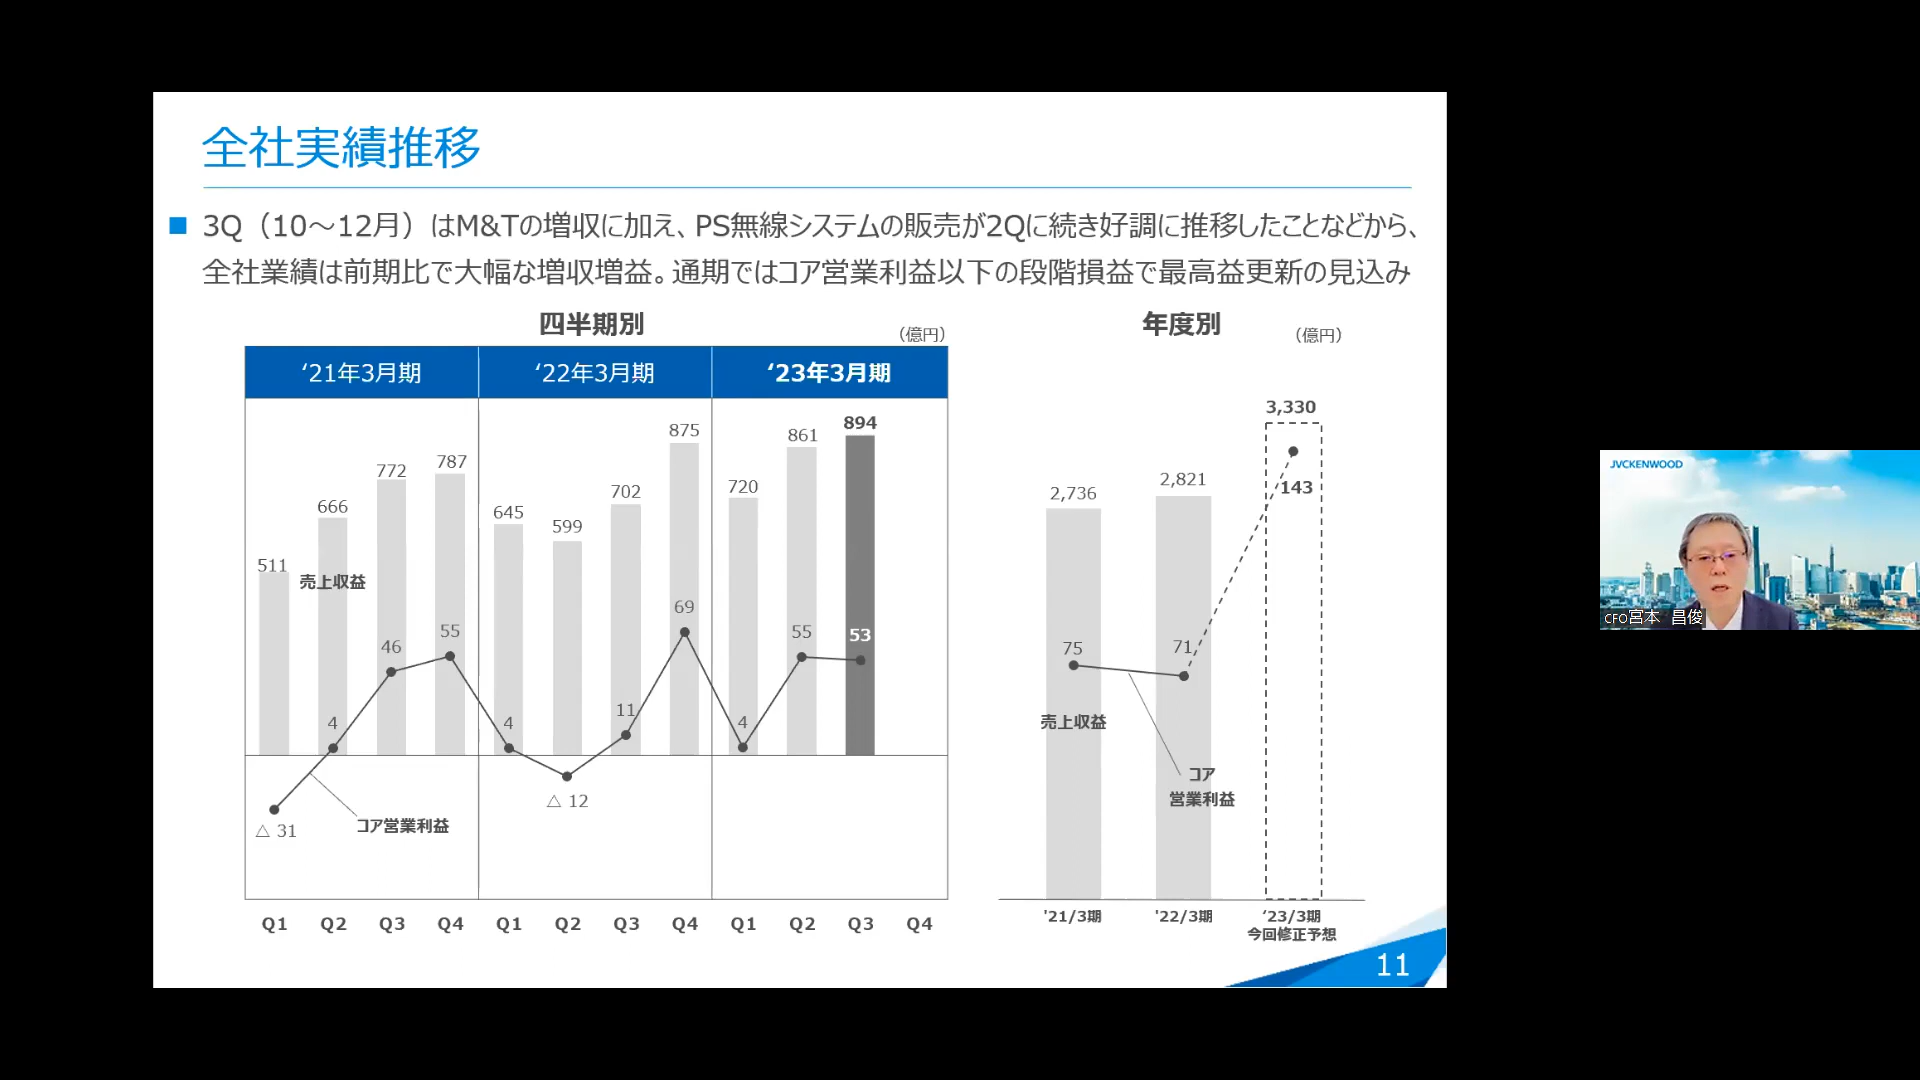 全社実績推移
■ 3Q（10～12月）はM&Tの増収に加え、PS無線システムの販売が2Qに続き好調に推移したことなどから、
全社業績は前期比で大幅な増収増益。通期ではコア営業利益以下の段階損益で最高益更新の見込み
四半期別
（億円）
‘21年3月期 ‘22年3月期 ‘23年3月期
511 666 772 787 645 599 702 875 720 861 894
売上収益
△ 31 4 46 55 4 △ 12 11 69 4 55 53
コア営業利益
Q1 Q2 Q3 Q4 Q1 Q2 Q3 Q4 Q1 Q2 Q3 Q4
年度別
（億円）
2,736 2,821 3,330
75 71 143
売上収益
コア
営業利益
'21/3期 '22/3期 ‘23/3期
今回修正予想
11
JVCKENWOOD
CFO宮本 昌俊